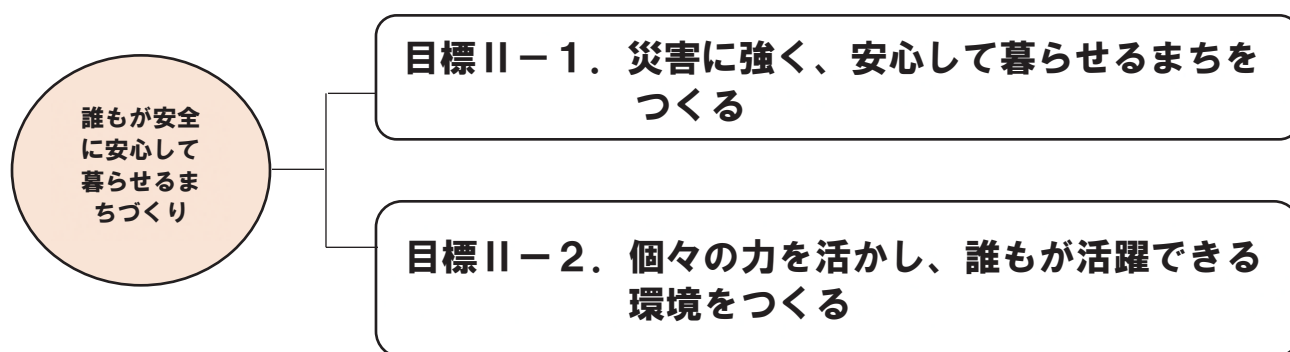 誰もが安全
に安心して
暮らせるま
ちづくり
目標Ⅱ－１．災害に強く、安心して暮らせるまちを
つくる
目標Ⅱ－２．個々の力を活かし、誰もが活躍できる
環境をつくる